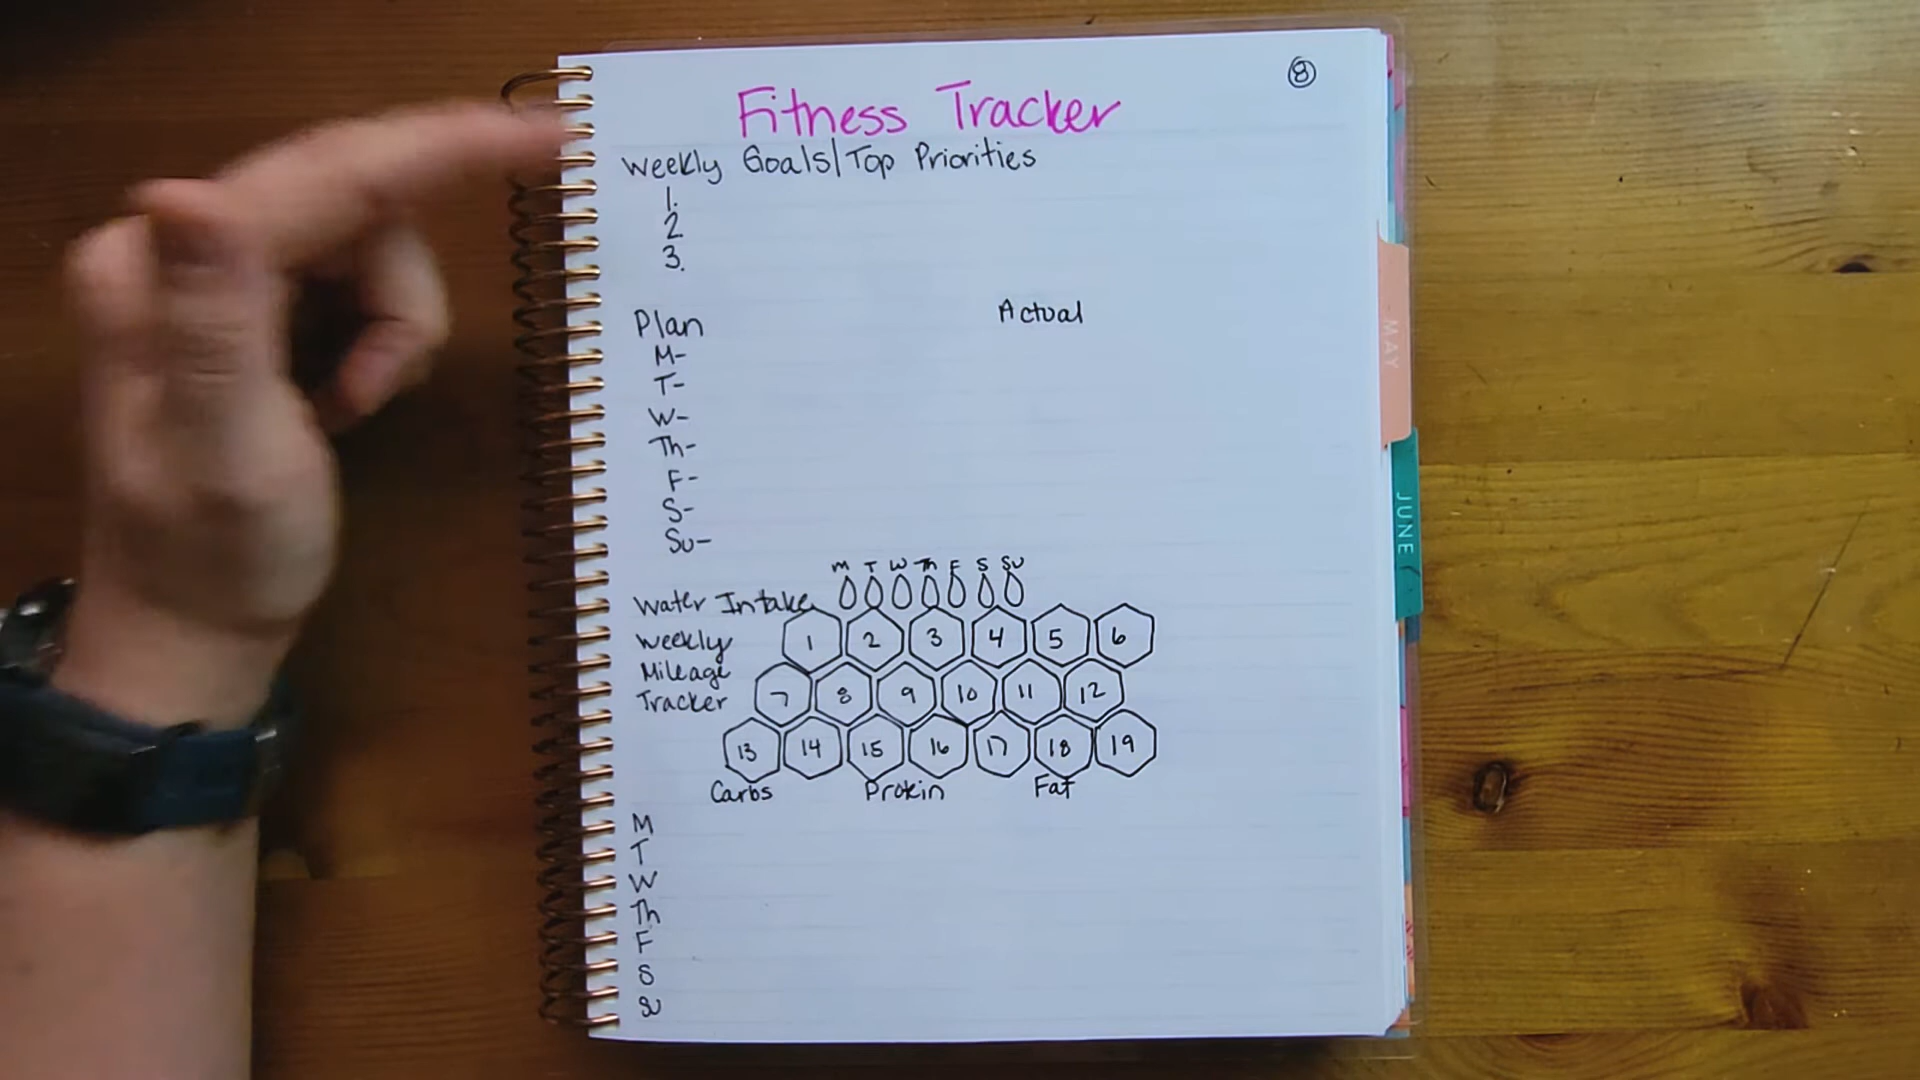 8
Fitness Tracker
Weekly Goals/Top Priorities
1.
2
3.
Plan Actual
M-
T-
W-
Th-
F-
S-
Su-
M T W Th F S Su
Water Intake
Weekly 1 2 3 4 5 6
Mileage
Tracker 7 8 9 10 11 12
13 14 15 16 17 18 19
Carbs Protein Fat
M
T
W
Th
F
S
Su
MAY
JUNE